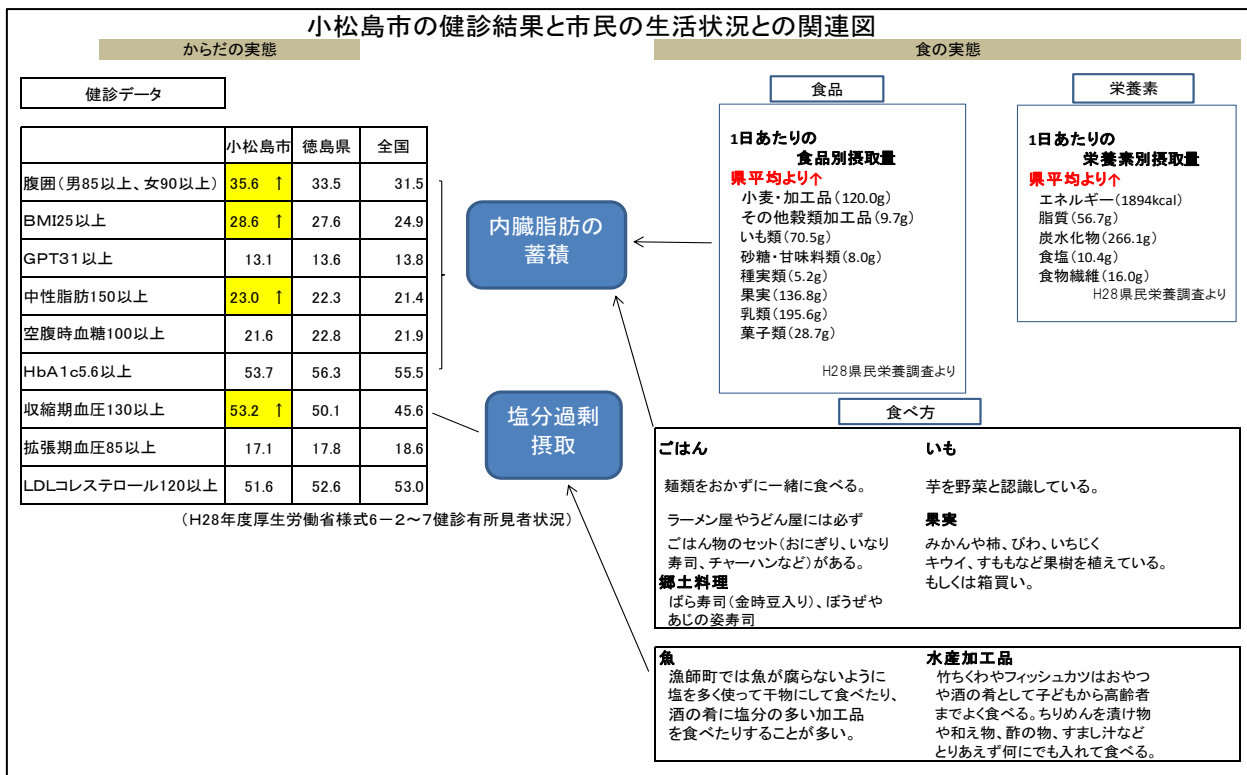 小松島市の健診結果と市民の生活状況との関連図
からだの実態
食の実態
健診データ
小松島市 徳島県 全国
腹囲(男85以上、女90以上) 35.6 ↑ 33.5 31.5
BMI25以上 28.6 ↑ 27.6 24.9
GPT31以上 13.1 13.6 13.8
中性脂肪150以上 23.0 ↑ 22.3 21.4
空腹時血糖100以上 21.6 22.8 21.9
HbA1c5.6以上 53.7 56.3 55.5
収縮期血圧130以上 53.2 ↑ 50.1 45.6
拡張期血圧85以上 17.1 17.8 18.6
LDLコレステロール120以上 51.6 52.6 53.0
(H28年度厚生労働省様式6-2~7健診有所見者状況)
内臓脂肪の
蓄積
塩分過剰
摂取
食品
1日あたりの
食品別摂取量
県平均より↑
小麦・加工品(120.0g)
その他穀類加工品(9.7g)
いも類(70.5g)
砂糖・甘味料類(8.0g)
種実類(5.2g)
果実(136.8g)
乳類(195.6g)
菓子類(28.7g)
H28県民栄養調査より
栄養素
1日あたりの
栄養素別摂取量
県平均より↑
エネルギー(1894kcal)
脂質(56.7g)
炭水化物(266.1g)
食塩(10.4g)
食物繊維(16.0g)
H28県民栄養調査より
食べ方
ごはん
麺類をおかずに一緒に食べる。
ラーメン屋やうどん屋には必ず
ごはん物のセット(おにぎり、いなり
寿司、チャーハンなど)がある。
郷土料理
ばら寿司(金時豆入り)、ぼうぜや
あじの姿寿司
いも
芋を野菜と認識している。
果実
みかんや柿、びわ、いちじく
キウイ、すももなど果樹を植えている。
もしくは箱買い。
魚
漁師町では魚が腐らないように
塩を多く使って干物にして食べたり、
酒の肴に塩分の多い加工品
を食べたりすることが多い。
水産加工品
竹ちくわやフィッシュカツはおやつ
や酒の肴として子どもから高齢者
までよく食べる。ちりめんを漬け物
や和え物、酢の物、すまし汁など
とりあえず何にでも入れて食べる。